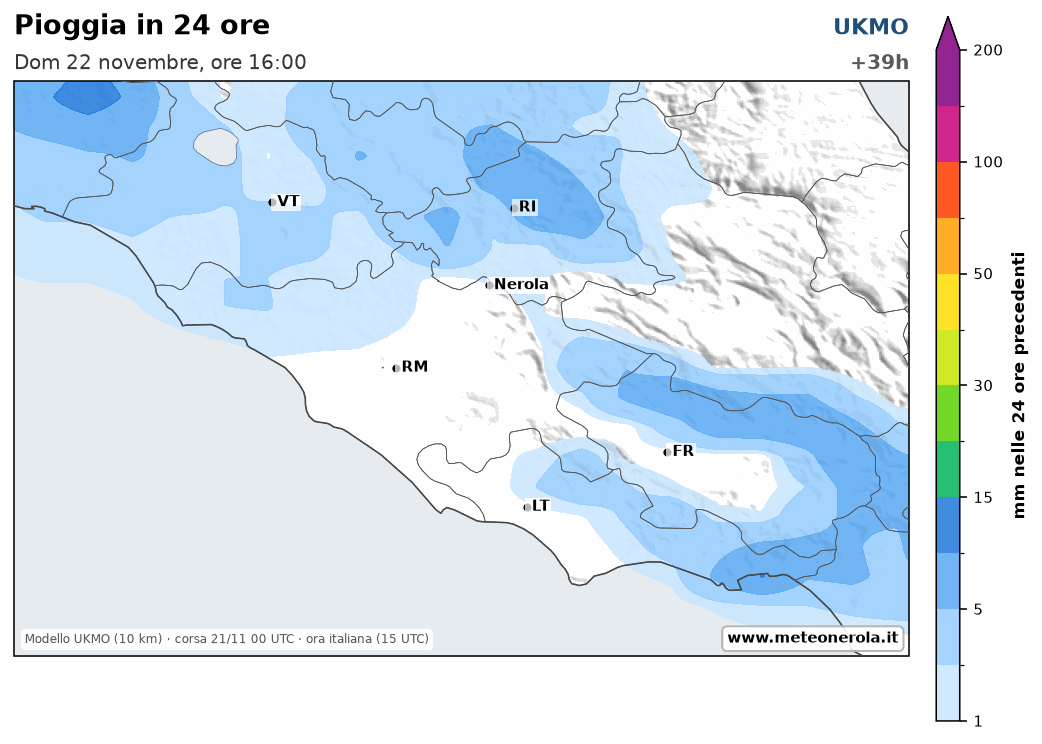 Pioggia in 24 ore
UKMO
Dom 22 novembre, ore 16:00
+39h
VT
RI
Nerola
RM
FR
LT
Modello UKMO (10 km) · corsa 21/11 00 UTC · ora italiana (15 UTC)
www.meteonerola.it
200
100
50
30
15
5
1
mm nelle 24 ore precedenti